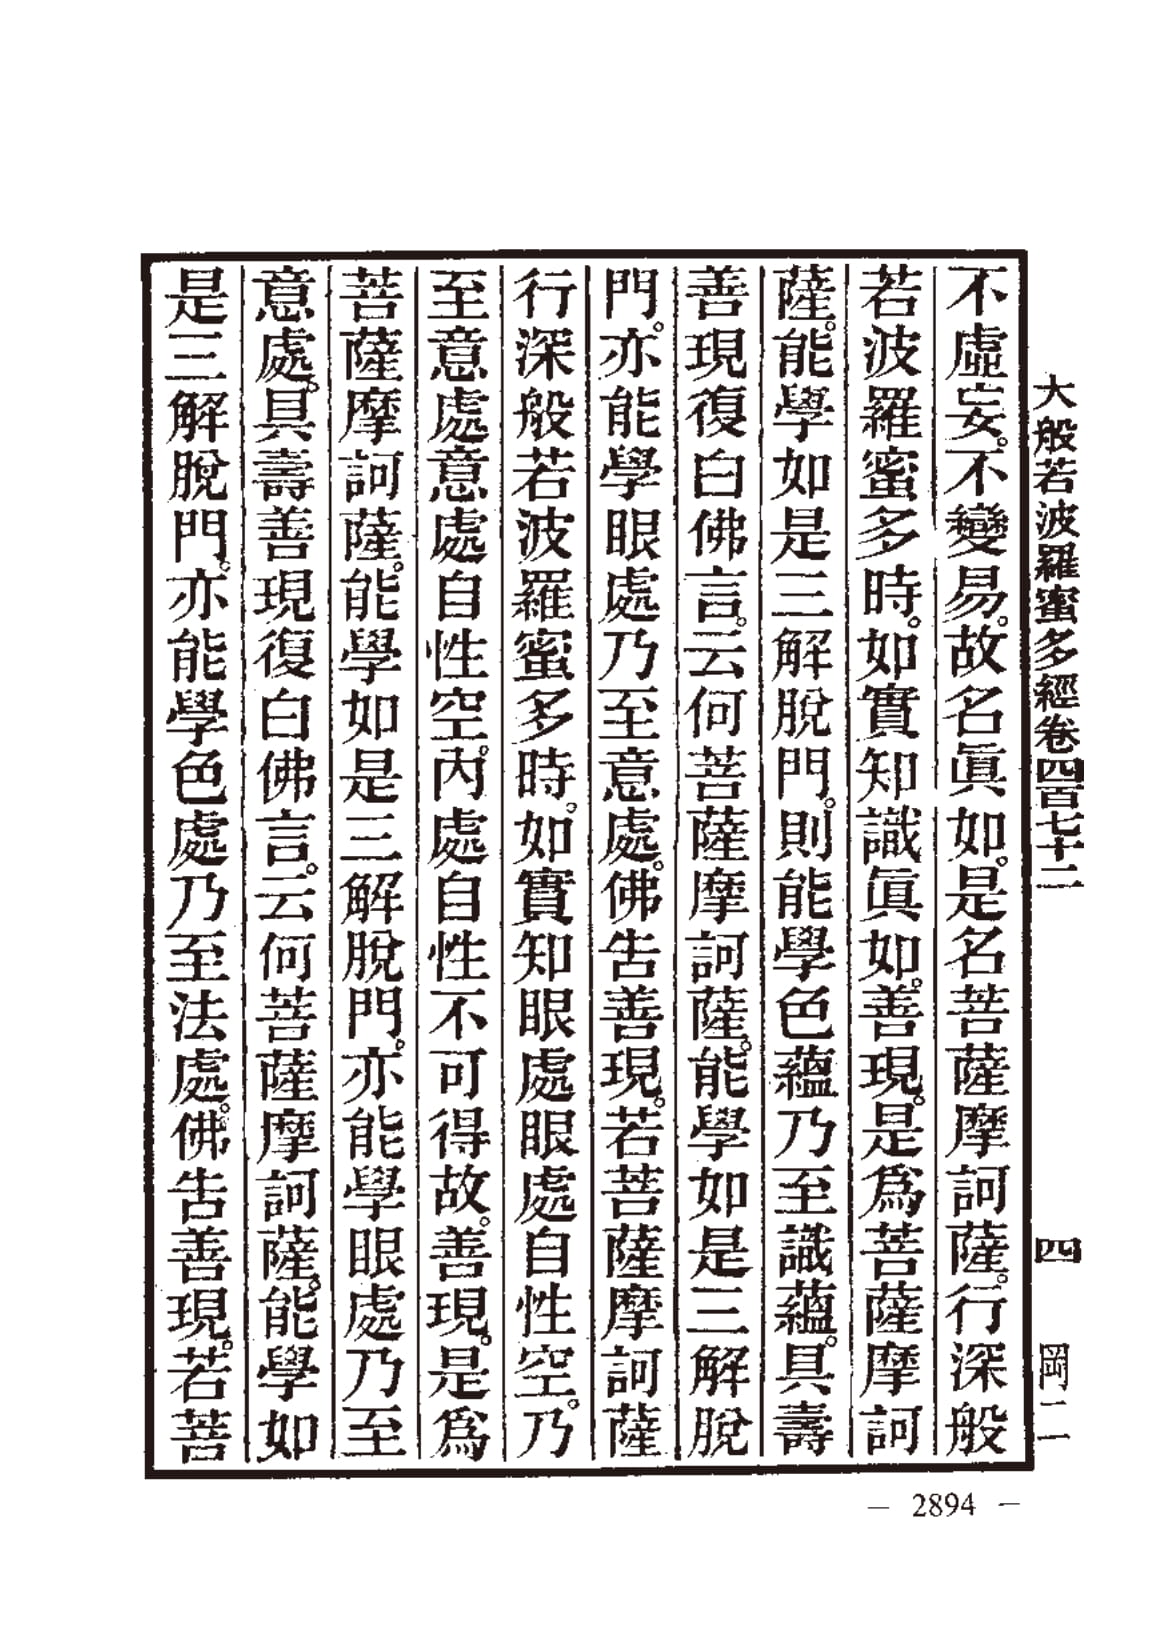 大般若波羅蜜多經卷四百七十二 四 岡二
不虛妄。不變易。故名眞如。是名菩薩摩訶薩。行深般
若波羅蜜多時。如實知識眞如。善現。是爲菩薩摩訶
薩。能學如是三解脫門。則能學色蘊乃至識蘊。具壽
善現復白佛言。云何菩薩摩訶薩。能學如是三解脫
門。亦能學眼處乃至意處。佛告善現。若菩薩摩訶薩
行深般若波羅蜜多時。如實知眼處眼處自性空。乃
至意處意處自性空。內處自性不可得故。善現。是爲
菩薩摩訶薩。能學如是三解脫門。亦能學眼處乃至
意處。具壽善現復白佛言。云何菩薩摩訶薩。能學如
是三解脫門。亦能學色處乃至法處。佛告善現。若菩
— 2894 —